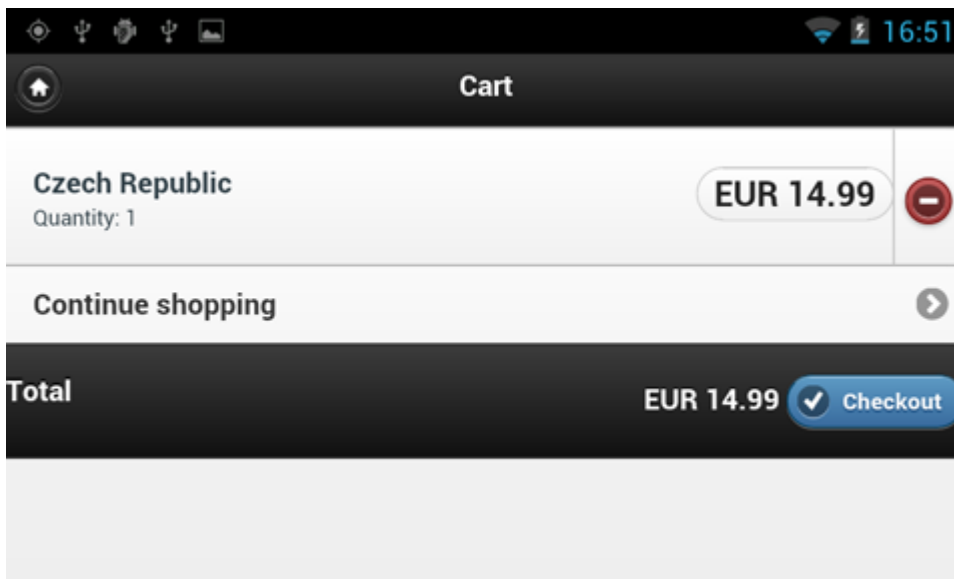 16:51
Cart
Czech Republic
EUR 14.99
Quantity: 1
Continue shopping
Total
EUR 14.99
Checkout